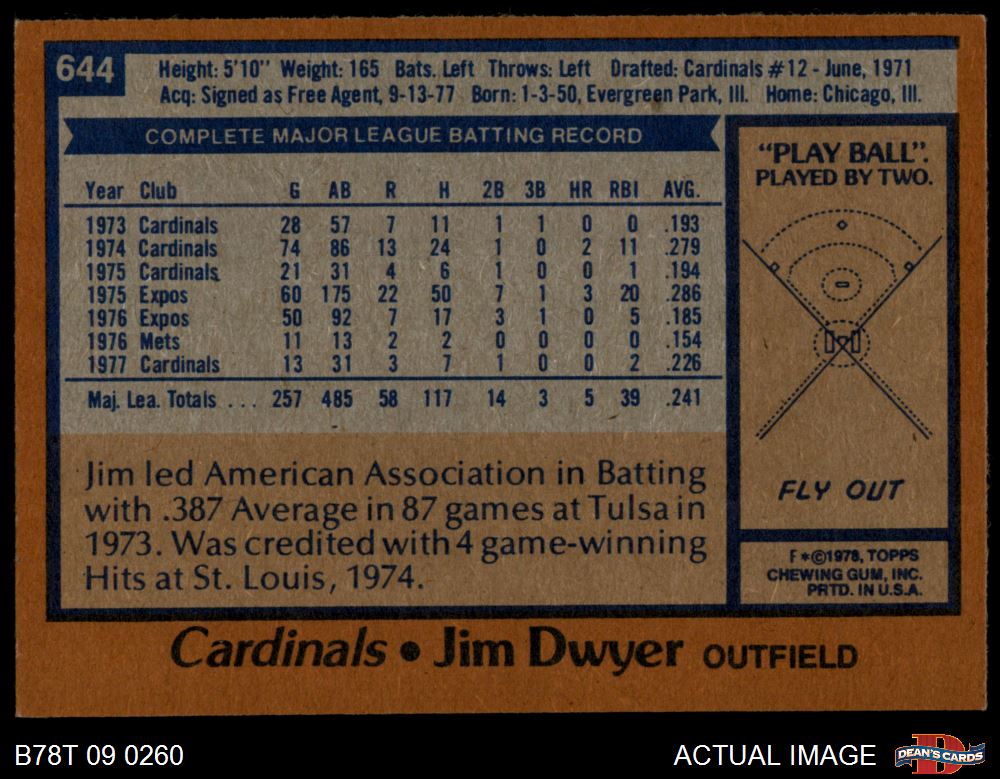 644
Height: 5'10" Weight: 165 Bats. Left Throws: Left Drafted: Cardinals #12 - June, 1971
Acq: Signed as Free Agent, 9-13-77 Born: 1-3-50, Evergreen Park, Ill. Home: Chicago, Ill.
COMPLETE MAJOR LEAGUE BATTING RECORD
Year Club G AB R H 2B 3B HR RBI AVG.
1973 Cardinals 28 57 7 11 1 1 0 0 .193
1974 Cardinals 74 86 13 24 1 0 2 11 .279
1975 Cardinals 21 31 4 6 1 0 0 1 .194
1975 Expos 60 175 22 50 7 1 3 20 .286
1976 Expos 50 92 7 17 3 1 0 5 .185
1976 Mets 11 13 2 2 0 0 0 0 .154
1977 Cardinals 13 31 3 7 1 0 0 2 .226
Maj. Lea. Totals . . . 257 485 58 117 14 3 5 39 .241
Jim led American Association in Batting
with .387 Average in 87 games at Tulsa in
1973. Was credited with 4 game-winning
Hits at St. Louis, 1974.
"PLAY BALL".
PLAYED BY TWO.
FLY OUT
F*©1978, TOPPS
CHEWING GUM, INC.
PRTD. IN U.S.A.
Cardinals • Jim Dwyer OUTFIELD
B78T 09 0260
ACTUAL IMAGE
DEAN'S CARDS